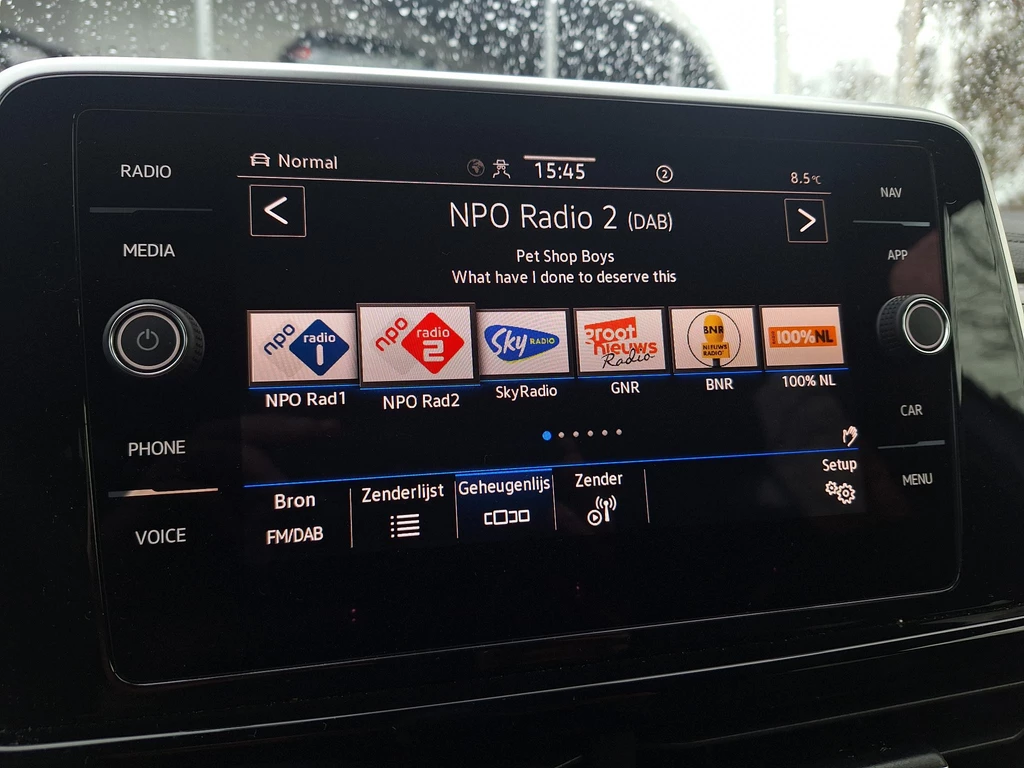 RADIO
MEDIA
PHONE
VOICE
Normal
15:45
2
8.5°C
<
NPO Radio 2 (DAB)
>
Pet Shop Boys
What have I done to deserve this
npo radio 1
npo radio 2
Sky RADIO
Groot Nieuws Radio
BNR NIEUWS RADIO
100%NL
NPO Rad1
NPO Rad2
SkyRadio
GNR
BNR
100% NL
Bron
FM/DAB
Zenderlijst
Geheugenlijs
Zender
Setup
NAV
APP
CAR
MENU